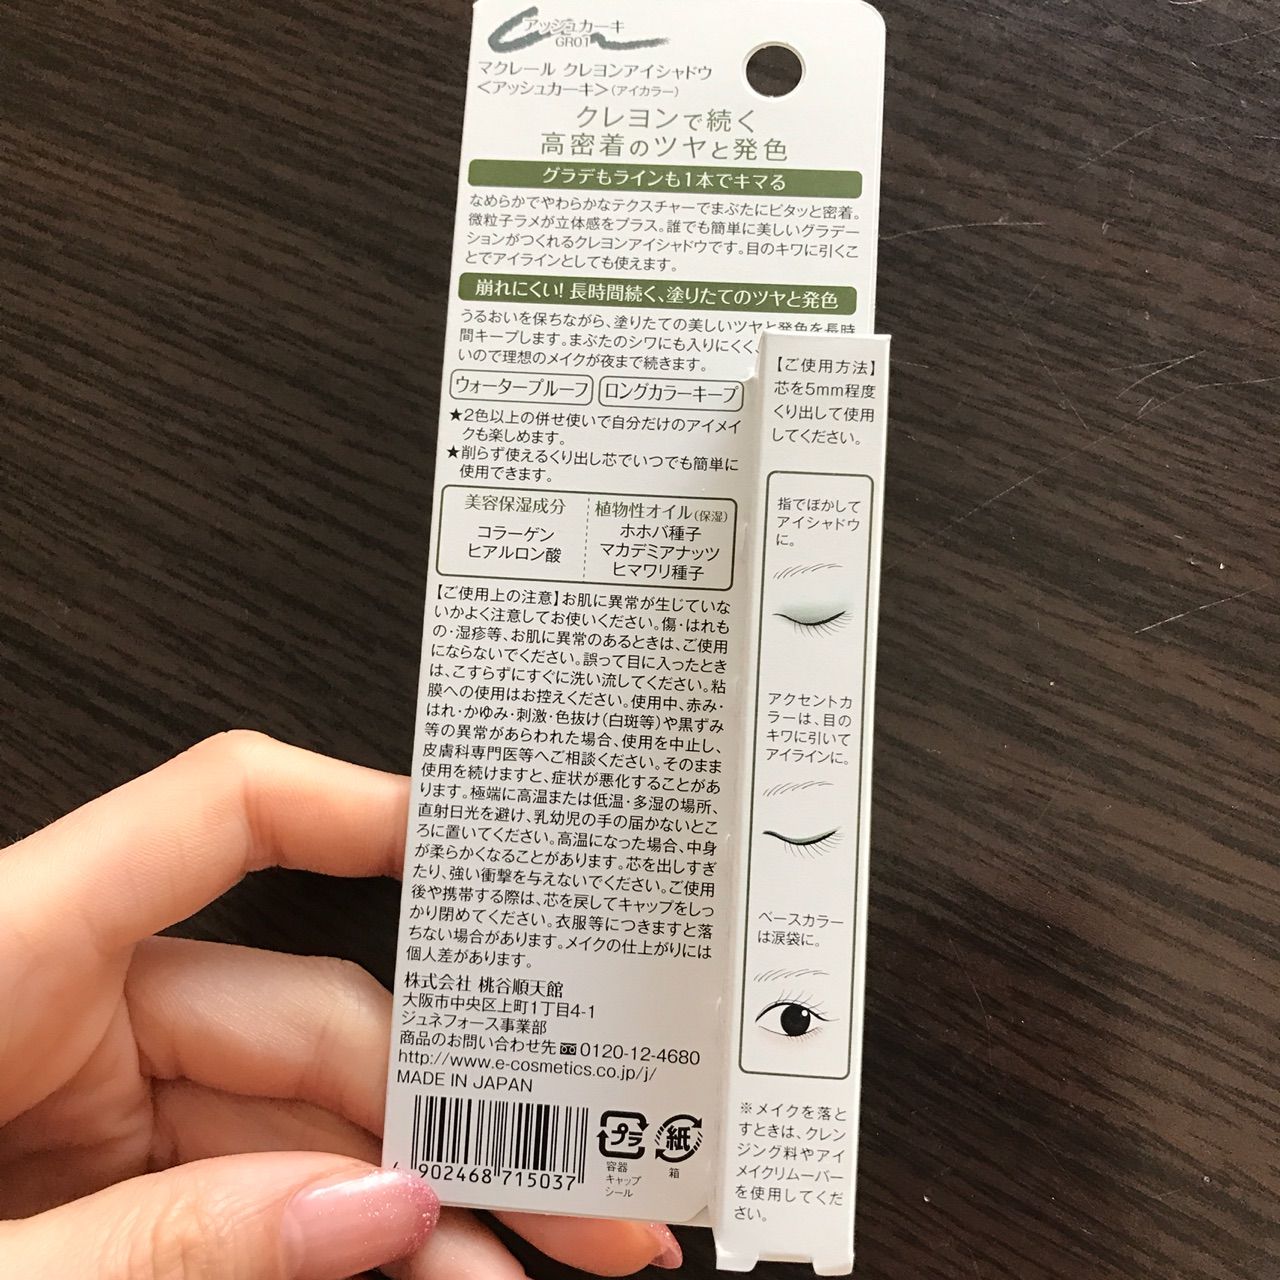 アッシュカーキ
GR01
マクレール クレヨンアイシャドウ
<アッシュカーキ>(アイカラー)
クレヨンで続く
高密着のツヤと発色
グラデもラインも1本でキマる
なめらかでやわらかなテクスチャーでまぶたにピタッと密着。
微粒子ラメが立体感をプラス。誰でも簡単に美しいグラデー
ションがつくれるクレヨンアイシャドウです。目のキワに引くこ
とでアイラインとしても使えます。
崩れにくい!長時間続く、塗りたてのツヤと発色
うるおいを保ちながら、塗りたての美しいツヤと発色を長時
間キープします。まぶたのシワにも入りにくく、
いので理想のメイクが夜まで続きます。
ウォータープルーフ ロングカラーキープ
★2色以上の併せ使いで自分だけのアイメイ
クも楽しめます。
★削らず使えるくり出し芯でいつでも簡単に
使用できます。
美容保湿成分
コラーゲン
ヒアルロン酸
植物性オイル(保湿)
ホホバ種子
マカデミアナッツ
ヒマワリ種子
【ご使用上の注意】お肌に異常が生じていな
いかよく注意してお使いください。傷・はれも
の・湿疹等、お肌に異常のあるときは、ご使用
にならないでください。誤って目に入ったとき
は、こすらずにすぐに洗い流してください。粘
膜への使用はお控えください。使用中、赤み・
はれ・かゆみ・刺激・色抜け(白斑等)や黒ずみ
等の異常があらわれた場合、使用を中止し、
皮膚科専門医等へご相談ください。そのまま
使用を続けますと、症状が悪化することがあ
ります。極端に高温または低温・多湿の場所、
直射日光を避け、乳幼児の手の届かないとこ
ろに置いてください。高温になった場合、中身
が柔らかくなることがあります。芯を出しすぎ
たり、強い衝撃を与えないでください。ご使用
後や携帯する際は、芯を戻してキャップをしっ
かり閉めてください。衣服等につきますと落
ちない場合があります。メイクの仕上がりには
個人差があります。
株式会社 桃谷順天館
大阪市中央区上町1丁目4-1
ジュネフォース事業部
商品のお問い合わせ先 0120-12-4680
http://www.e-cosmetics.co.jp/j/
MADE IN JAPAN
4 902468 715037
プラ
容器
キャップ
シール
紙
箱
【ご使用方法】
芯を5mm程度
くり出して使用
してください。
指でぼかして
アイシャドウ
に。
アクセントカ
ラーは、目の
キワに引いて
アイラインに。
ベースカラー
は涙袋に。
※メイクを落と
すときは、クレン
ジング料やアイ
メイクリムーバー
を使用してくだ
さい。